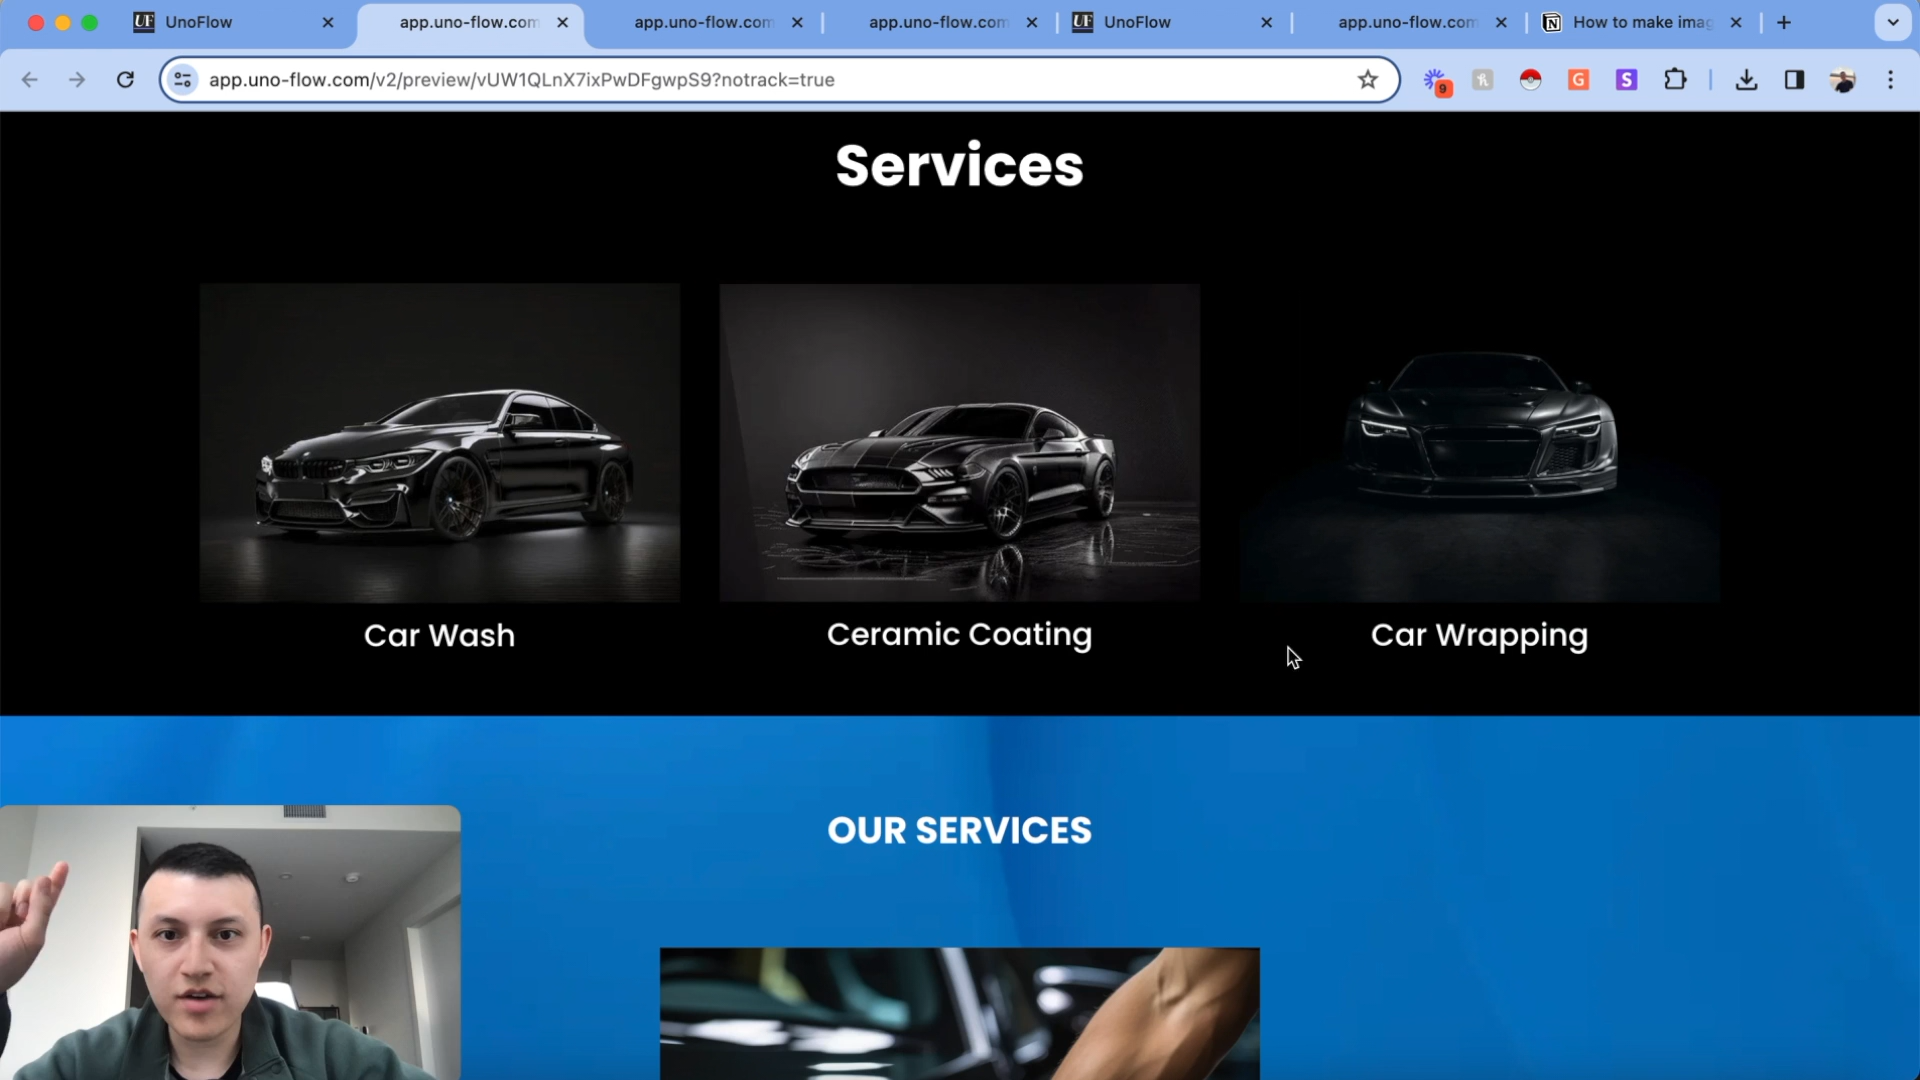 UnoFlow
app.uno-flow.com
app.uno-flow.com
app.uno-flow.com
UnoFlow
app.uno-flow.com
How to make imag
app.uno-flow.com/v2/preview/vUW1QLnX7ixPwDFgwpS9?notrack=true
9
G
S
Services
Car Wash
Ceramic Coating
Car Wrapping
OUR SERVICES